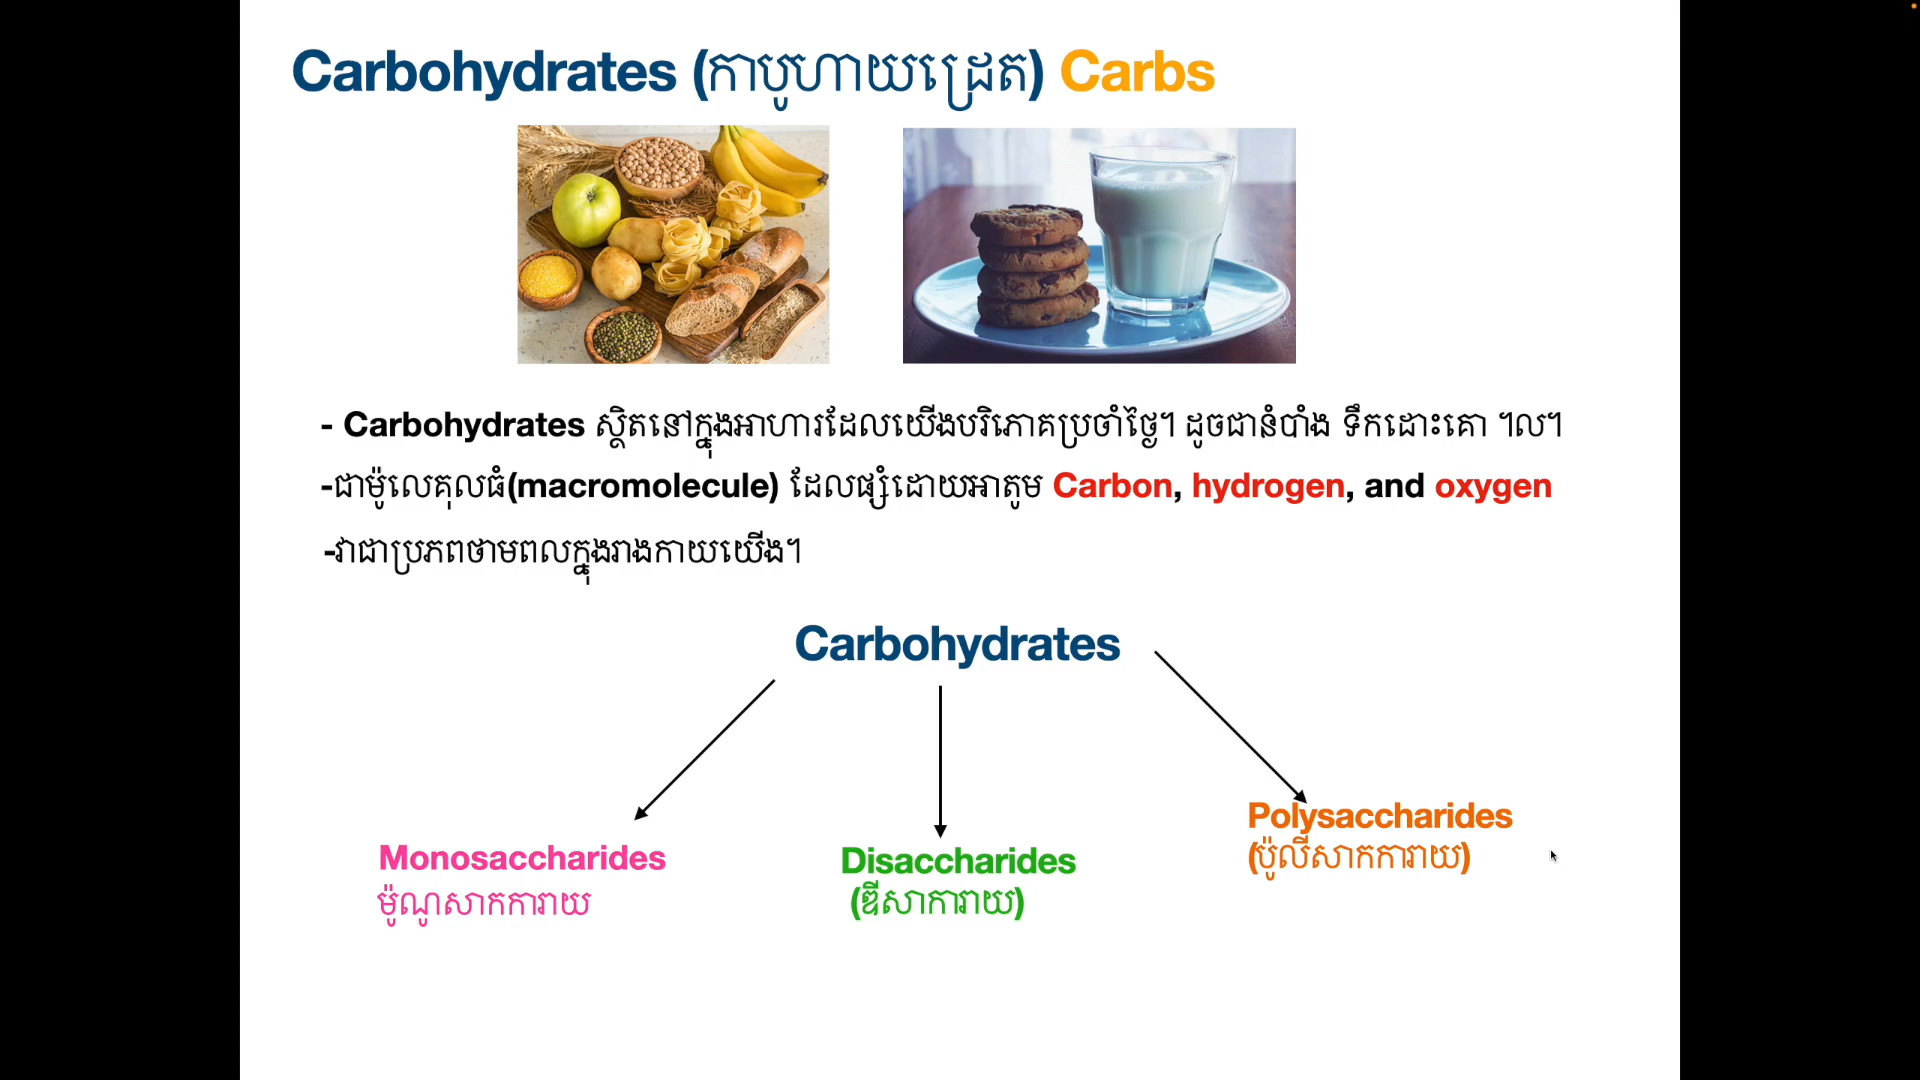 Carbohydrates (កាបូហាយដ្រេត) Carbs
- Carbohydrates ស្ថិតនៅក្នុងអាហារដែលយើងបរិភោគប្រចាំថ្ងៃ។ ដូចជានំបាំង ទឹកដោះគោ ។ល។
-ជាម៉ូលេគុលធំ(macromolecule) ដែលផ្សំដោយអាតូម Carbon, hydrogen, and oxygen
-វាជាប្រភពថាមពលក្នុងរាងកាយយើង។
Carbohydrates
Monosaccharides
ម៉ូណូសាកការាយ
Disaccharides
(ឌីសាការាយ)
Polysaccharides
(ប៉ូលីសាកការាយ)